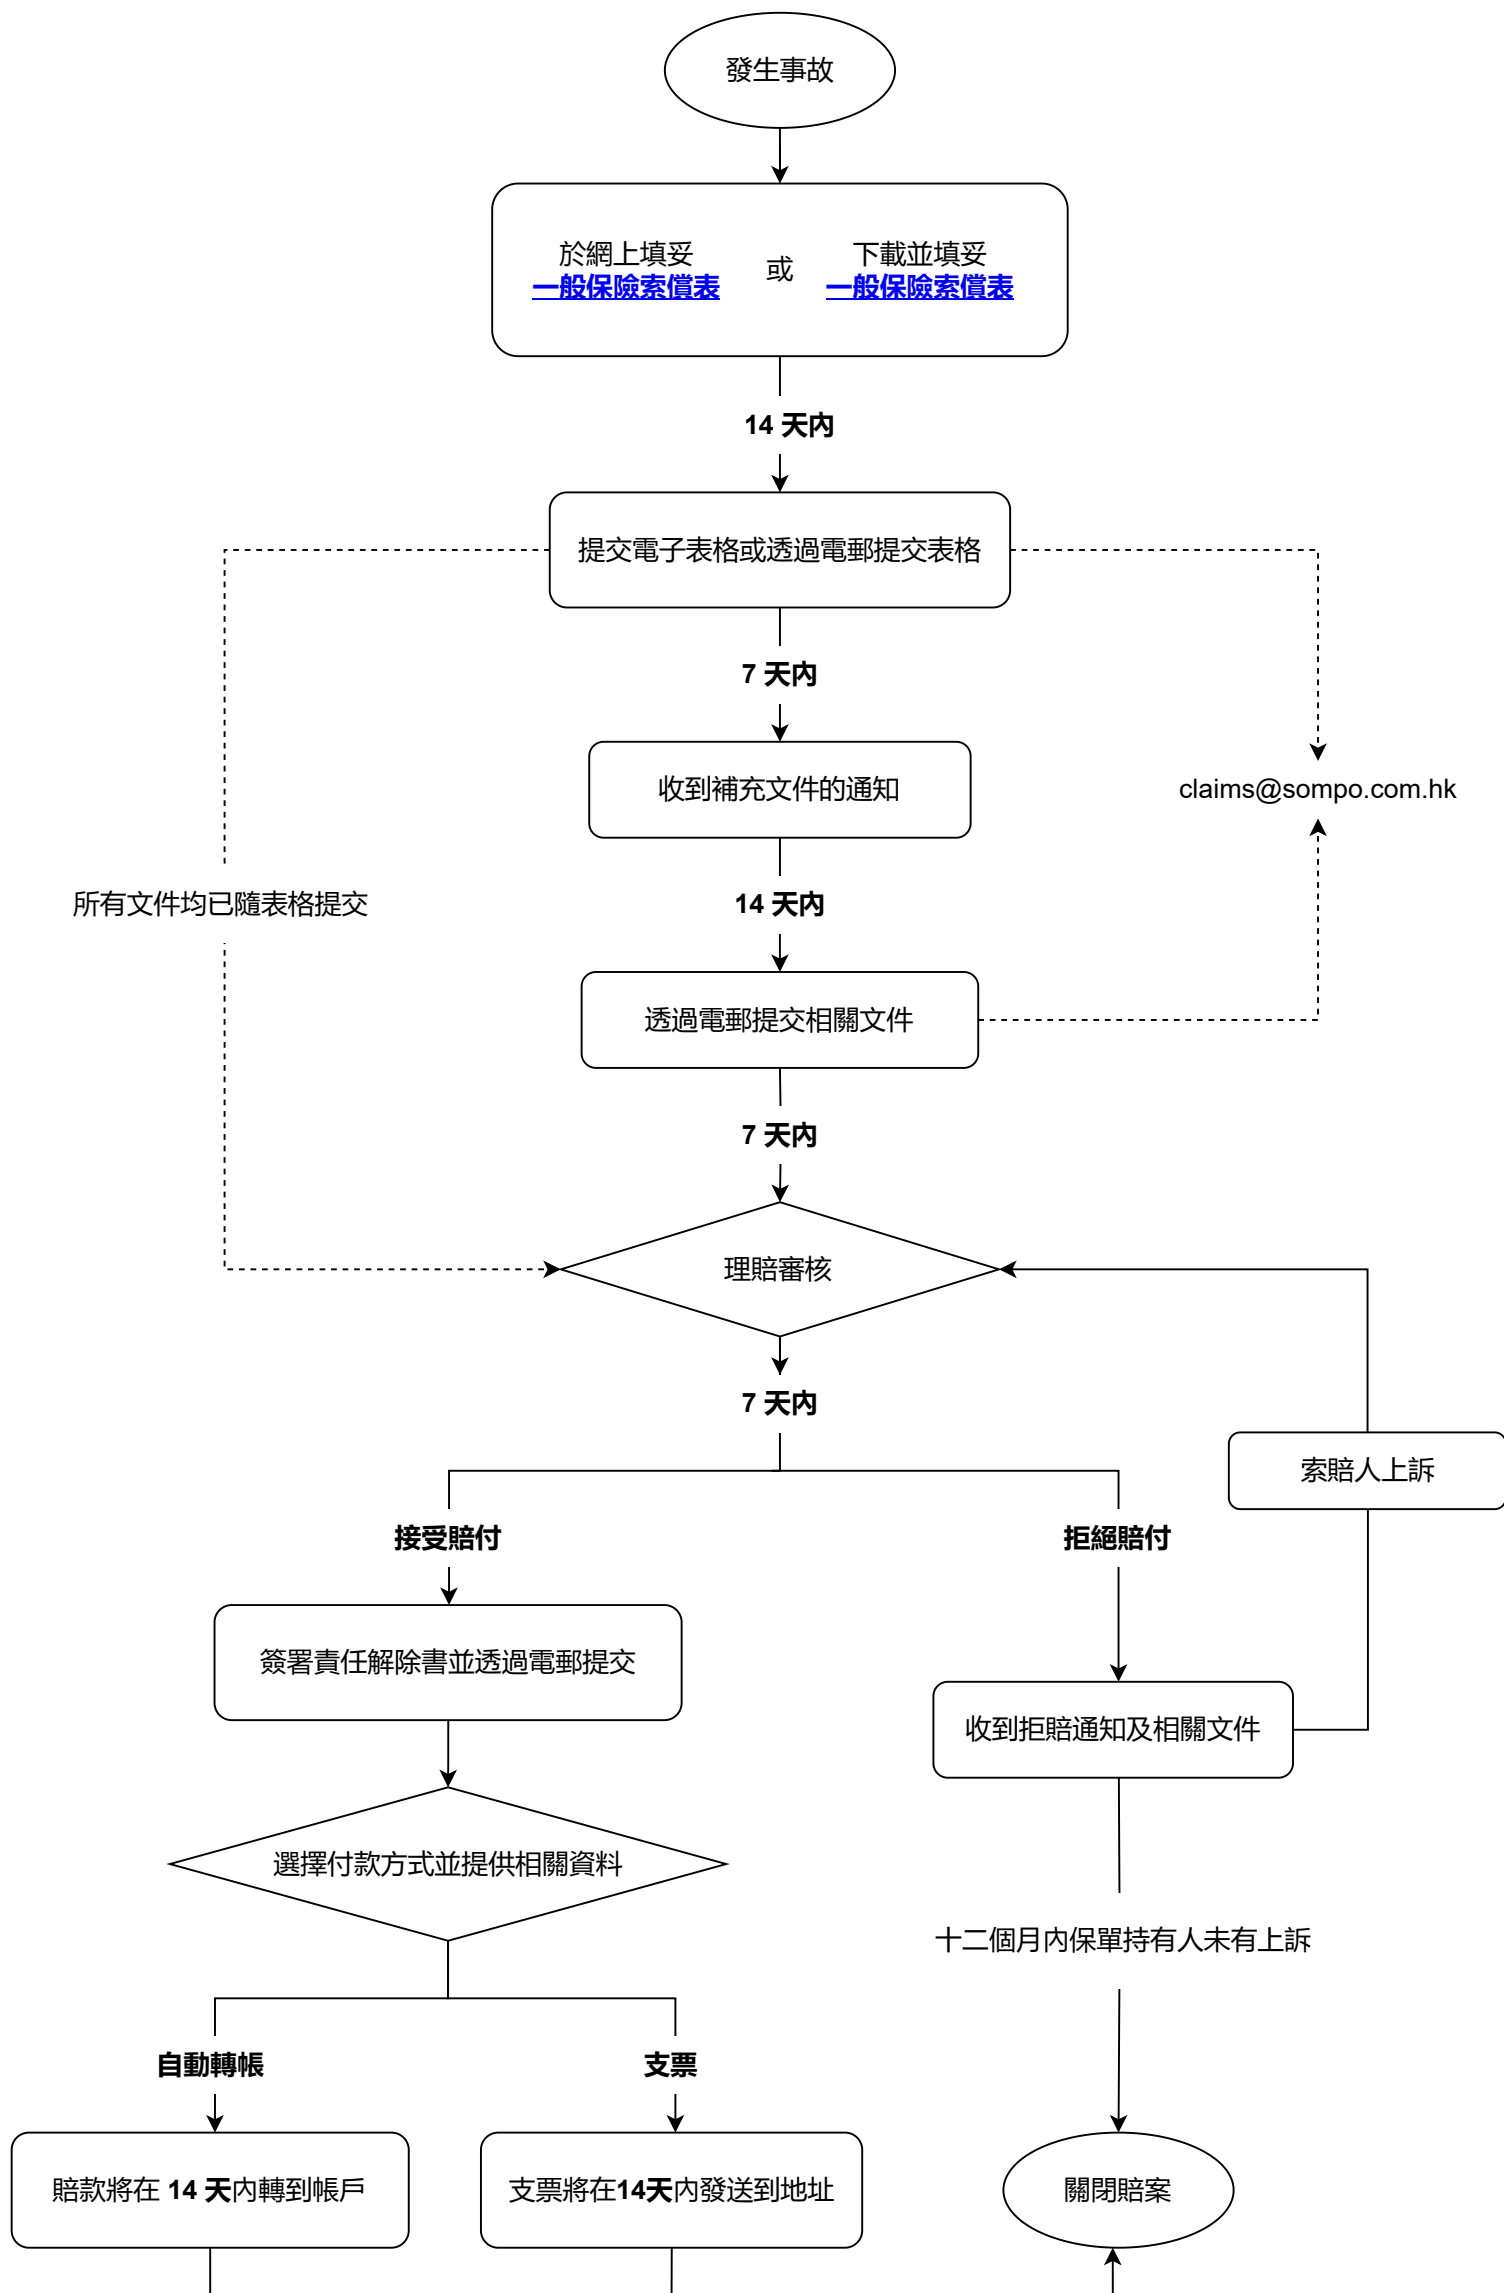 發生事故
於網上填妥
一般保險索償表
或
下載並填妥
一般保險索償表
14 天內
提交電子表格或透過電郵提交表格
7 天內
收到補充文件的通知
claims@sompo.com.hk
所有文件均已隨表格提交
14 天內
透過電郵提交相關文件
7 天內
理賠審核
7 天內
索賠人上訴
接受賠付
拒絕賠付
簽署責任解除書並透過電郵提交
收到拒賠通知及相關文件
選擇付款方式並提供相關資料
十二個月內保單持有人未有上訴
自動轉帳
支票
賠款將在 14 天內轉到帳戶
支票將在14天內發送到地址
關閉賠案